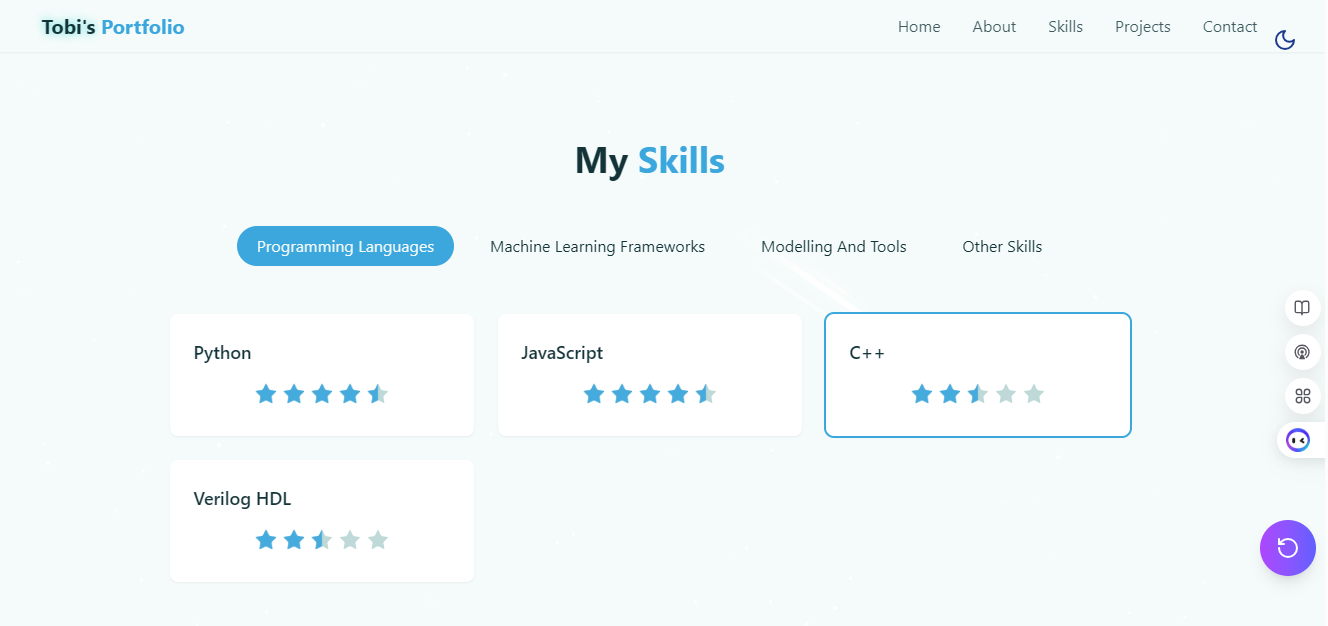 Tobi's Portfolio
Home About Skills Projects Contact
My Skills
Programming Languages Machine Learning Frameworks Modelling And Tools Other Skills
Python JavaScript C++
Verilog HDL